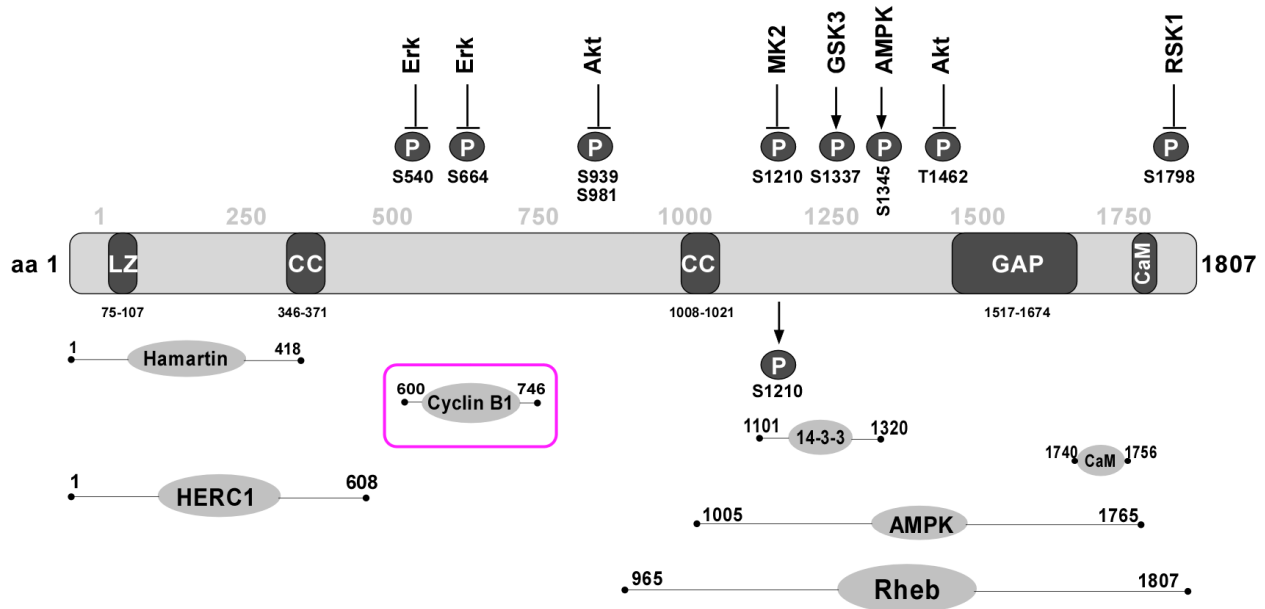 Erk Erk Akt MK2 GSK3 AMPK Akt RSK1
P P P P P P P P
S540 S664 S939 S1210 S1337 S1345 T1462 S1798
S981
1 250 500 750 1000 1250 1500 1750
aa 1 LZ CC CC GAP CaM 1807
75-107 346-371 1008-1021 1517-1674
1 Hamartin 418
P
S1210
600 Cyclin B1 746
1101 14-3-3 1320
1740 CaM 1756
1 HERC1 608
1005 AMPK 1765
965 Rheb 1807